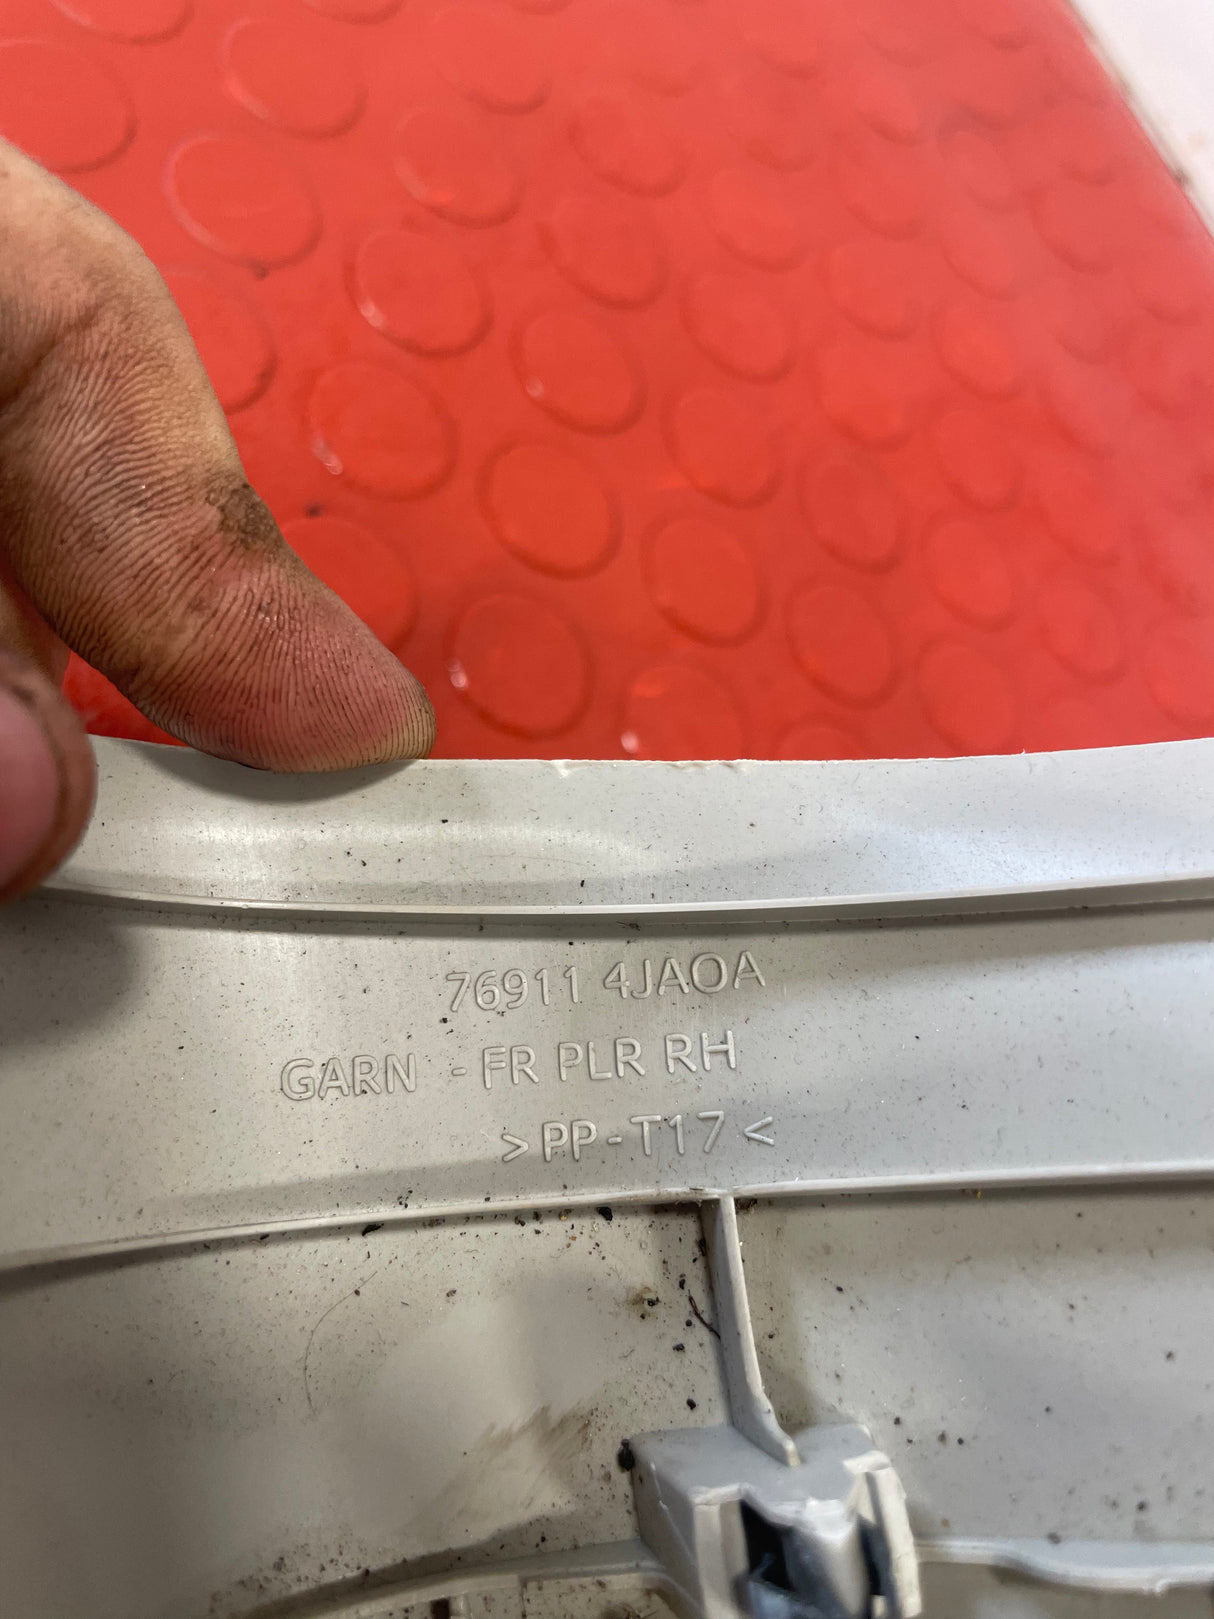 76911 4JA0A
GARN - FR PLR RH
>PP-T17<